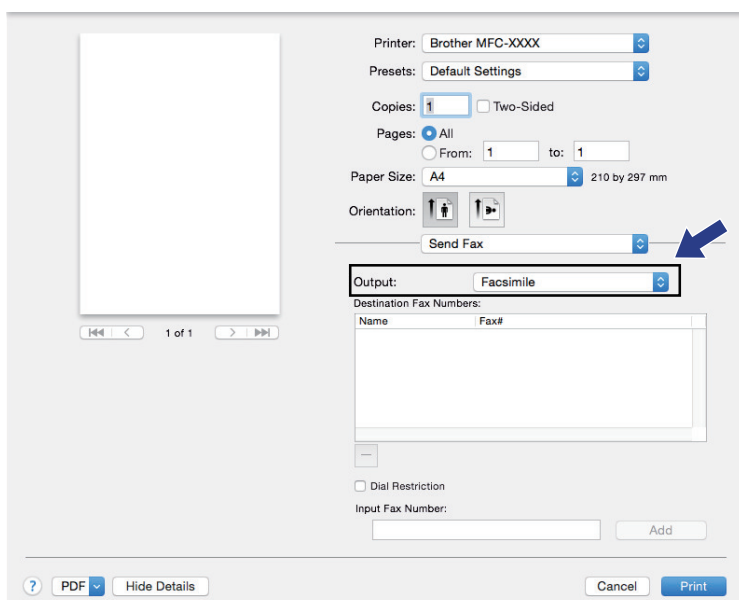 Printer: Brother MFC-XXXX
Presets: Default Settings
Copies: 1 Two-Sided
Pages: All
From: 1 to: 1
Paper Size: A4 210 by 297 mm
Orientation:
Send Fax
Output: Facsimile
Destination Fax Numbers:
Name Fax#
1 of 1
Dial Restriction
Input Fax Number:
Add
? PDF Hide Details Cancel Print